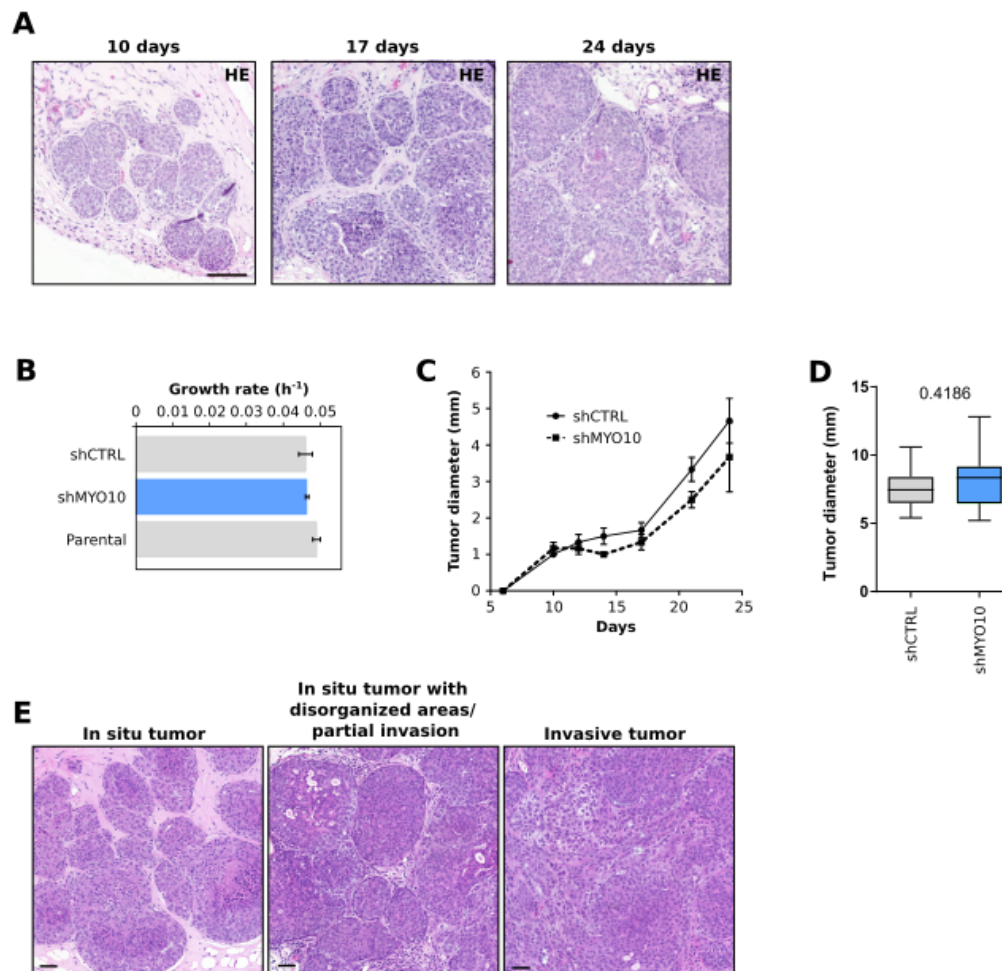 A
10 days
17 days
24 days
HE
HE
HE
B
Growth rate (h-1)
0 0.01 0.02 0.03 0.04 0.05
shCTRL
shMYO10
Parental
C
Tumor diameter (mm)
6
5
4
3
2
1
0
shCTRL
shMYO10
5 10 15 20 25
Days
D
Tumor diameter (mm)
15
10
5
0
0.4186
shCTRL
shMYO10
E
In situ tumor
In situ tumor with
disorganized areas/
partial invasion
Invasive tumor